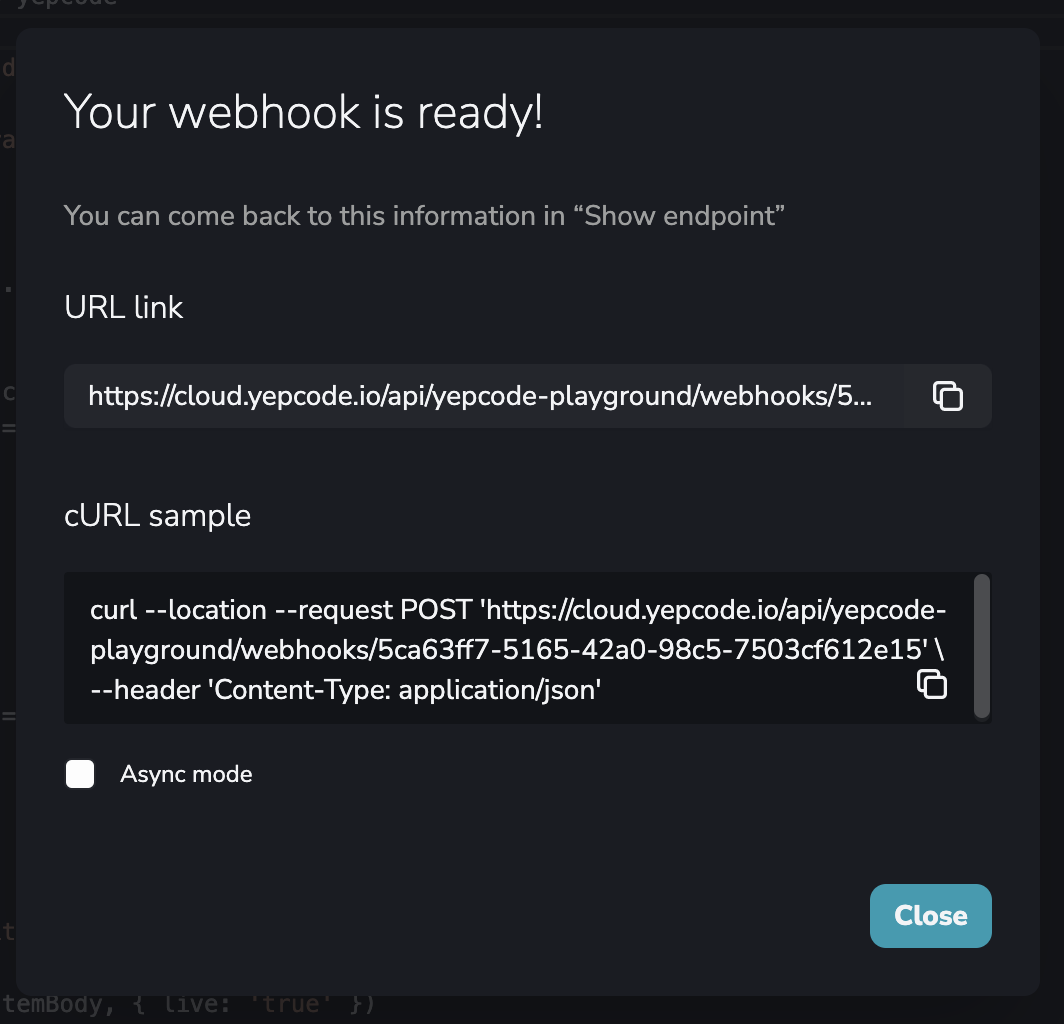 yepcode
Your webhook is ready!
You can come back to this information in “Show endpoint”
URL link
https://cloud.yepcode.io/api/yepcode-playground/webhooks/5...
cURL sample
curl --location --request POST 'https://cloud.yepcode.io/api/yepcode-
playground/webhooks/5ca63ff7-5165-42a0-98c5-7503cf612e15' \
--header 'Content-Type: application/json'
Async mode
Close
temBody, { live: 'true' })